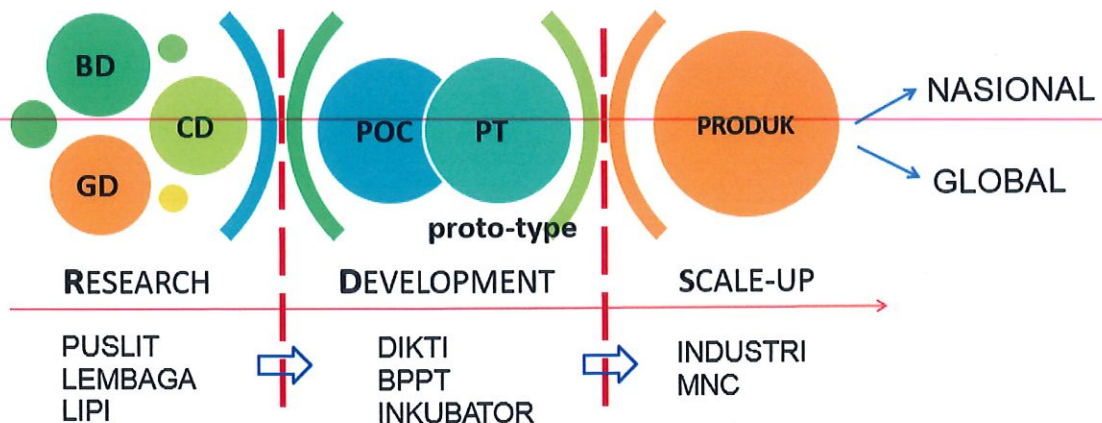 BD
CD
GD
POC
PT
proto-type
PRODUK
NASIONAL
GLOBAL
RESEARCH
DEVELOPMENT
SCALE-UP
PUSLIT
LEMBAGA
LIPI
DIKTI
BPPT
INKUBATOR
INDUSTRI
MNC